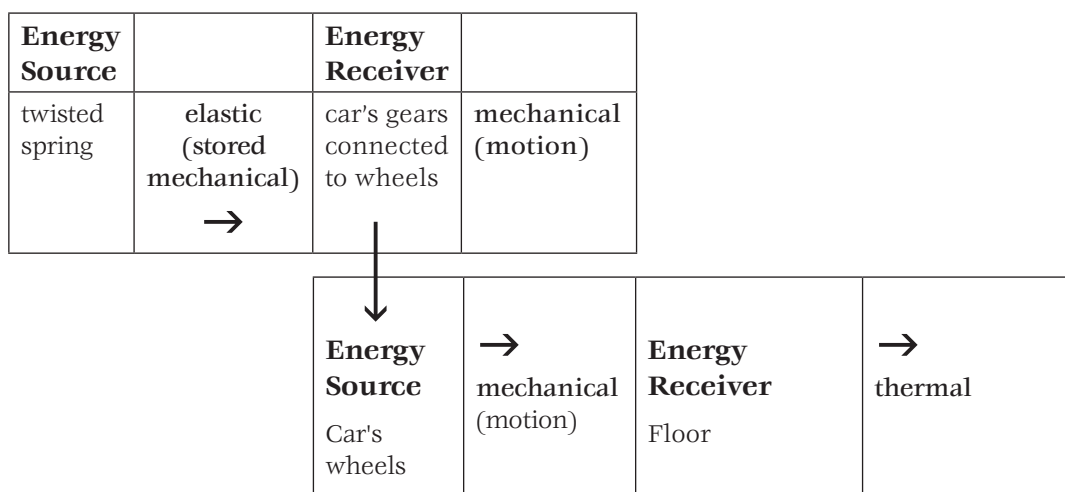 Energy Source
Energy Receiver
twisted spring
elastic (stored mechanical)
→
car's gears connected to wheels
mechanical (motion)
Energy Source
Car's wheels
→
mechanical (motion)
Energy Receiver
Floor
→
thermal